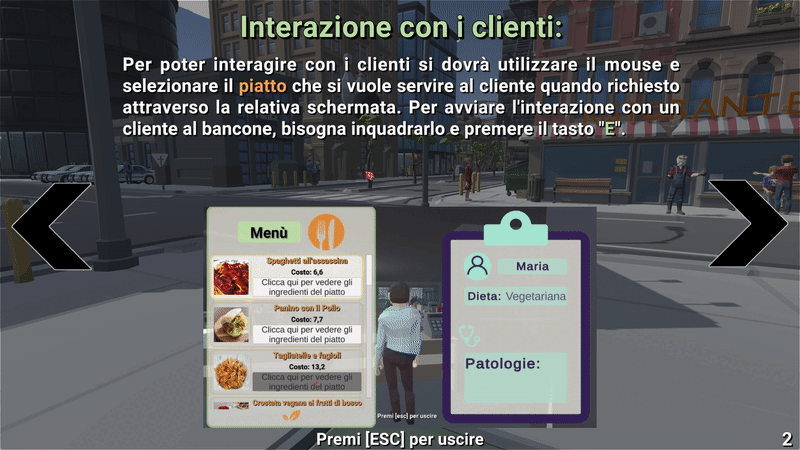 Interazione con i clienti:
Per poter interagire con i clienti si dovrà utilizzare il mouse e
selezionare il piatto che si vuole servire al cliente quando richiesto
attraverso la relativa schermata. Per avviare l'interazione con un
cliente al bancone, bisogna inquadrarlo e premere il tasto "E".
Menù
Spaghetti all'assassina
Costo: 6,6
Clicca qui per vedere gli
ingredienti del piatto
Panino con il Pollo
Costo: 7,7
Clicca qui per vedere gli
ingredienti del piatto
Tagliatelle e fagioli
Costo: 13,2
Clicca qui per vedere gli
ingredienti del piatto
Crostata vegana ai frutti di bosco
Maria
Dieta: Vegetariana
Patologie:
Premi [esc] per uscire
Premi [ESC] per uscire
2